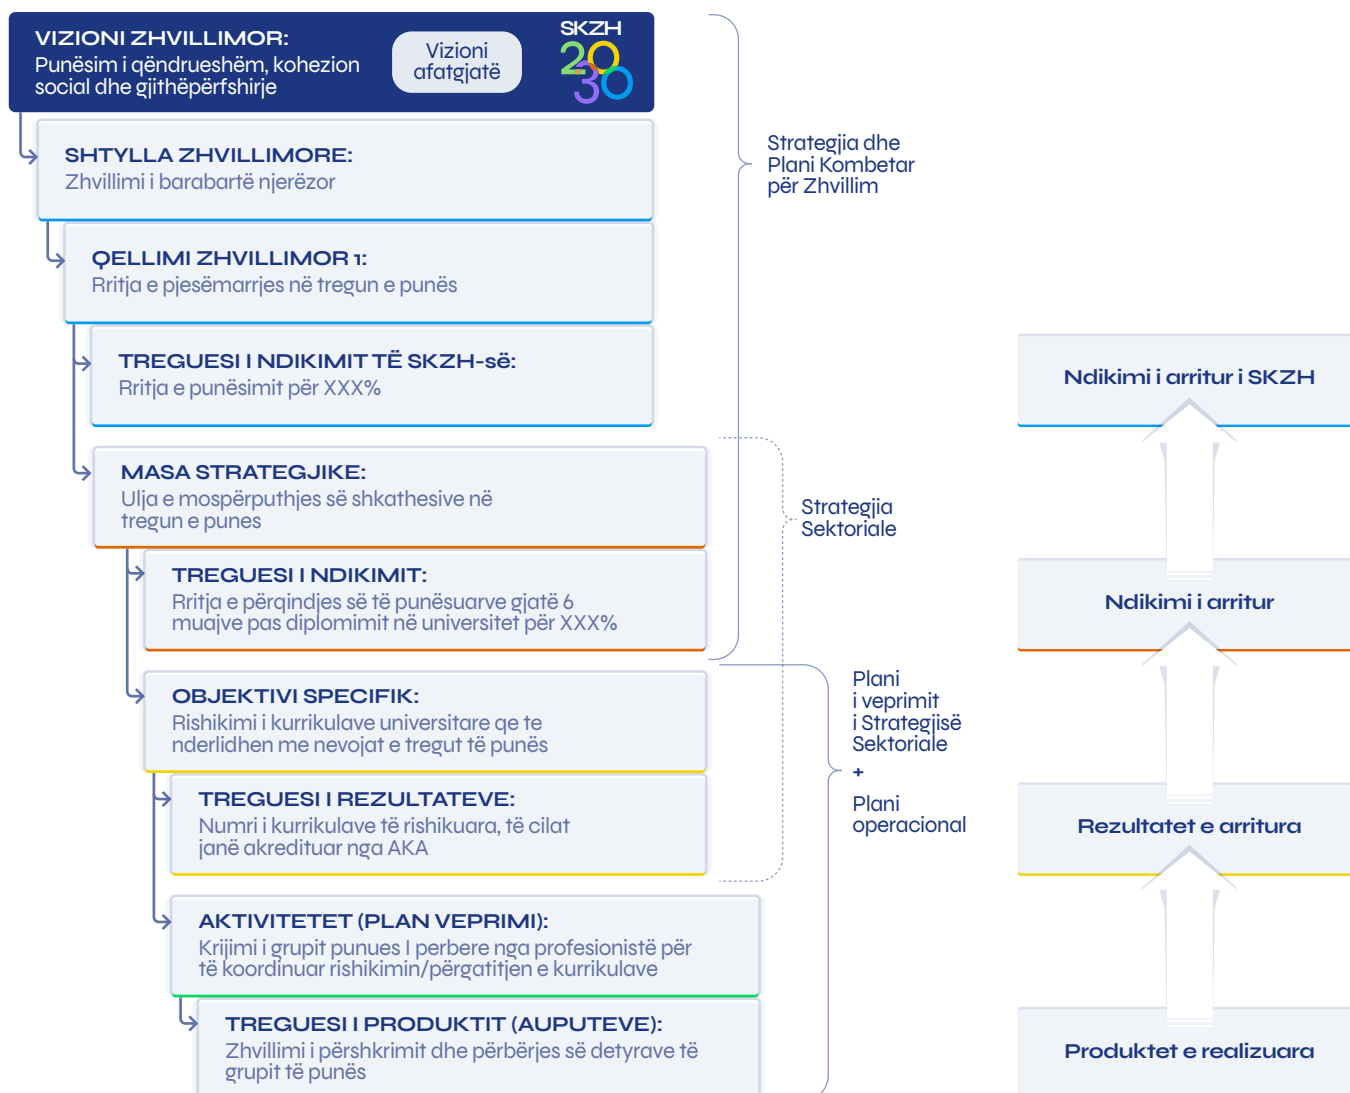 VIZIONI ZHVILLIMOR:
Punësim i qëndrueshëm, kohezion
social dhe gjithëpërfshirje
Vizioni
afatgjatë
SKZH
2030
SHTYLLA ZHVILLIMORE:
Zhvillimi i barabartë njerëzor
QELLIMI ZHVILLIMOR 1:
Rritja e pjesëmarrjes në tregun e punës
TREGUESI I NDIKIMIT TË SKZH-së:
Rritja e punësimit për XXX%
MASA STRATEGJIKE:
Ulja e mospërputhjes së shkathesive në
tregun e punes
TREGUESI I NDIKIMIT:
Rritja e përqindjes së të punësuarve gjatë 6
muajve pas diplomimit në universitet për XXX%
OBJEKTIVI SPECIFIK:
Rishikimi i kurrikulave universitare qe te
nderlidhen me nevojat e tregut të punës
TREGUESI I REZULTATEVE:
Numri i kurrikulave të rishikuara, të cilat
janë akredituar nga AKA
AKTIVITETET (PLAN VEPRIMI):
Krijimi i grupit punues I perbere nga profesionistë për
të koordinuar rishikimin/përgatitjen e kurrikulave
TREGUESI I PRODUKTIT (AUPUTEVE):
Zhvillimi i përshkrimit dhe përbërjes së detyrave të
grupit të punës
Strategjia dhe
Plani Kombetar
për Zhvillim
Strategjia
Sektoriale
Plani
i veprimit
i Strategjisë
Sektoriale
+
Plani
operacional
Ndikimi i arritur i SKZH
Ndikimi i arritur
Rezultatet e arritura
Produktet e realizuara